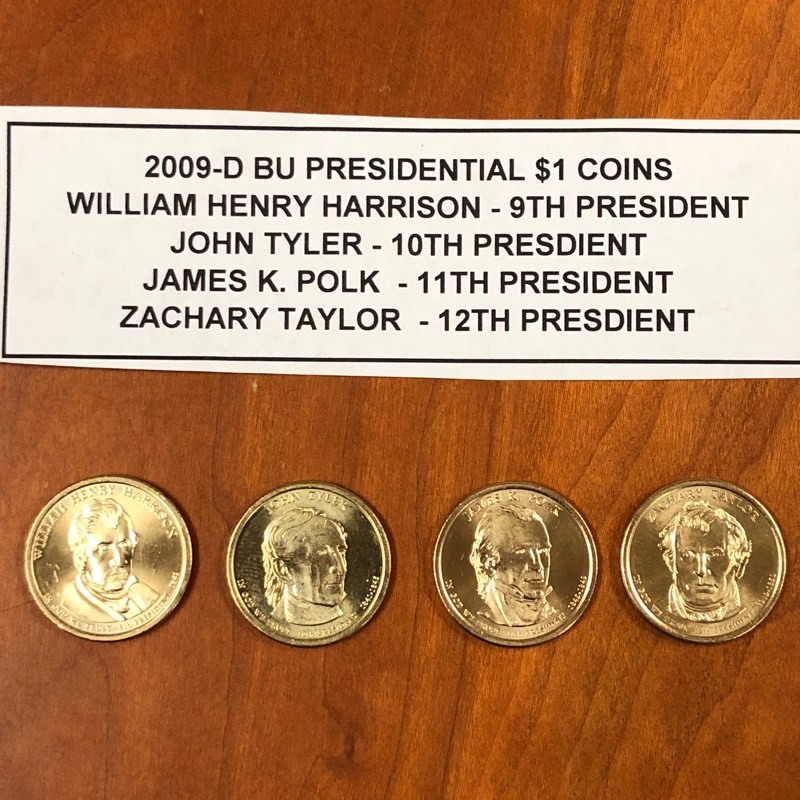 2009-D BU PRESIDENTIAL $1 COINS
WILLIAM HENRY HARRISON - 9TH PRESIDENT
JOHN TYLER - 10TH PRESDIENT
JAMES K. POLK - 11TH PRESIDENT
ZACHARY TAYLOR - 12TH PRESDIENT
WILLIAM HENRY HARRISON
JOHN TYLER
JAMES K. POLK
ZACHARY TAYLOR